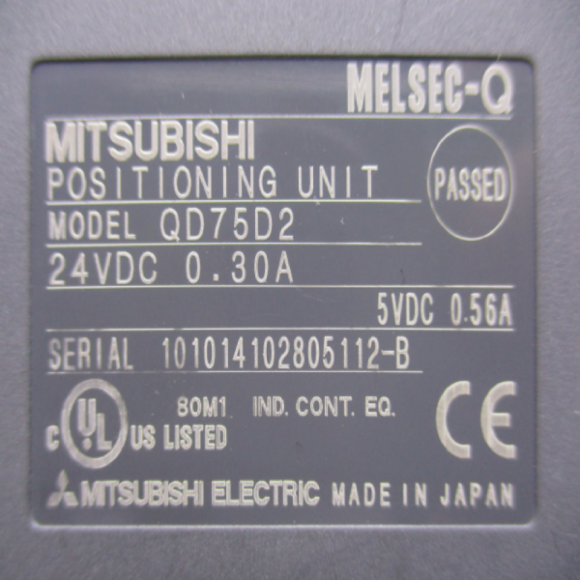 MELSEC-Q
MITSUBISHI
POSITIONING UNIT
PASSED
MODEL QD75D2
24VDC 0.30A
5VDC 0.56A
SERIAL 101014102805112-B
80M1 IND. CONT. EQ.
C UL US LISTED
CE
MITSUBISHI ELECTRIC MADE IN JAPAN